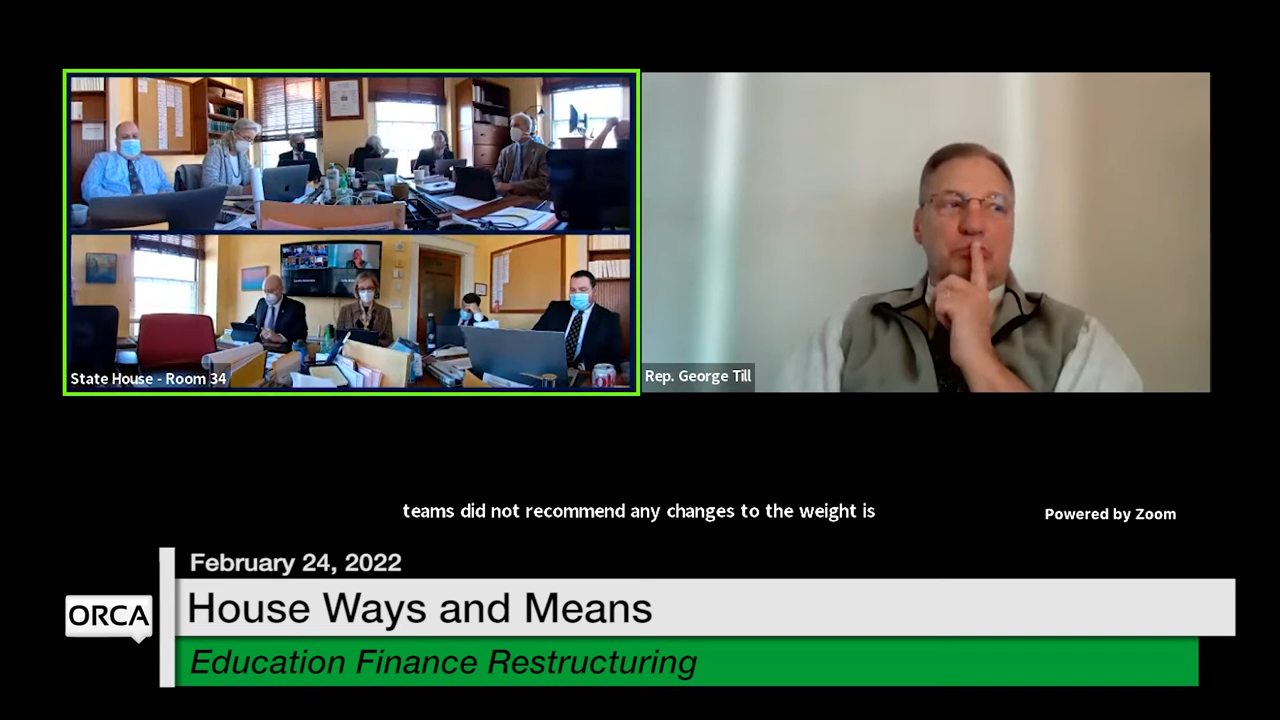 State House - Room 34
Rep. George Till
teams did not recommend any changes to the weight is
Powered by Zoom
February 24, 2022
ORCA
House Ways and Means
Education Finance Restructuring